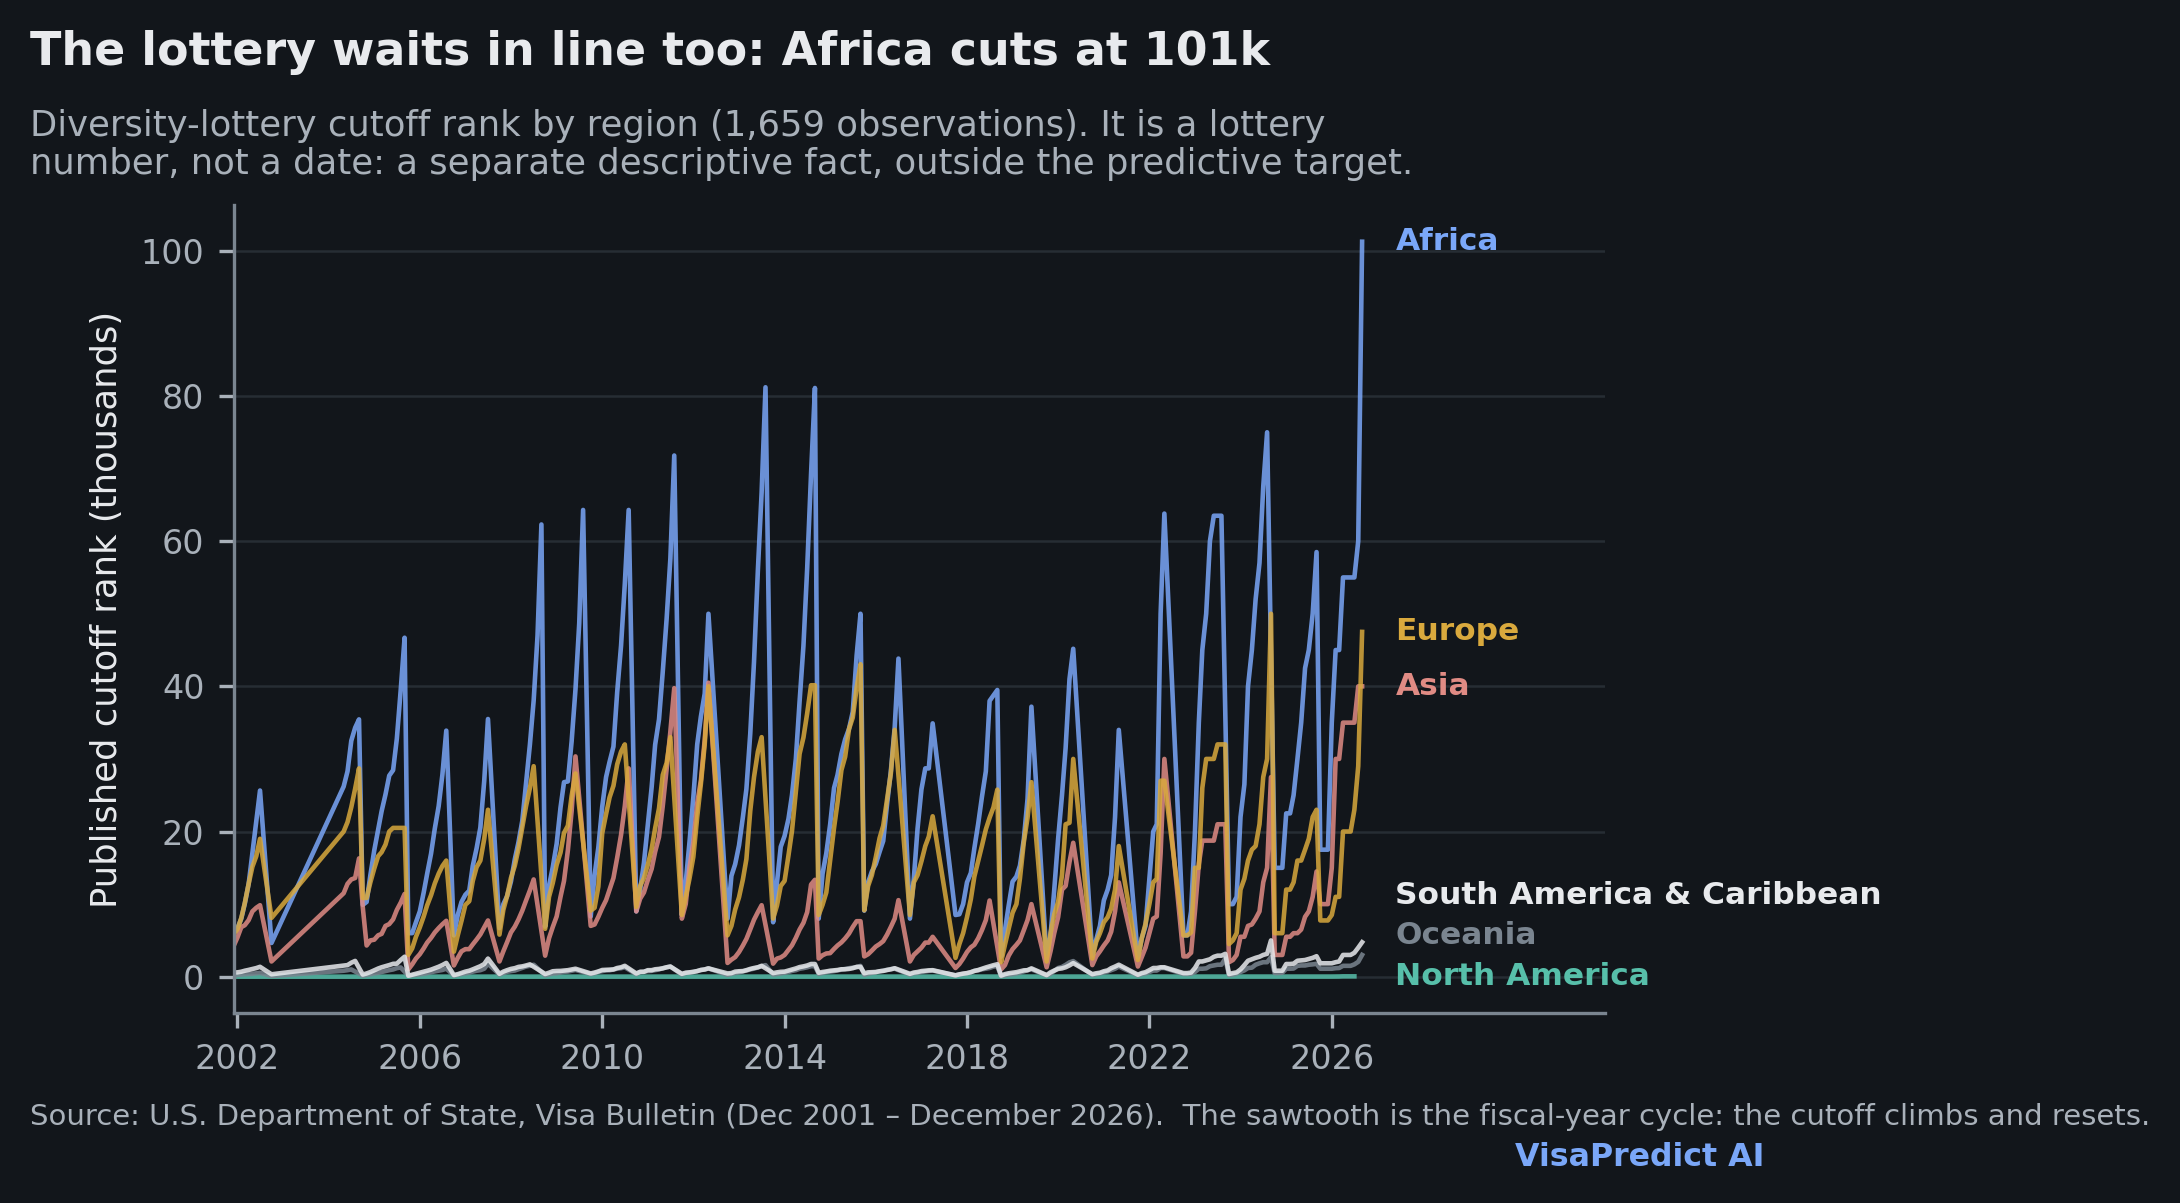 The lottery waits in line too: Africa cuts at 101k
Diversity-lottery cutoff rank by region (1,659 observations). It is a lottery
number, not a date: a separate descriptive fact, outside the predictive target.
Published cutoff rank (thousands)
100
80
60
40
20
0
Africa
Europe
Asia
South America & Caribbean
Oceania
North America
2002
2006
2010
2014
2018
2022
2026
Source: U.S. Department of State, Visa Bulletin (Dec 2001 – December 2026).  The sawtooth is the fiscal-year cycle: the cutoff climbs and resets.
VisaPredict AI